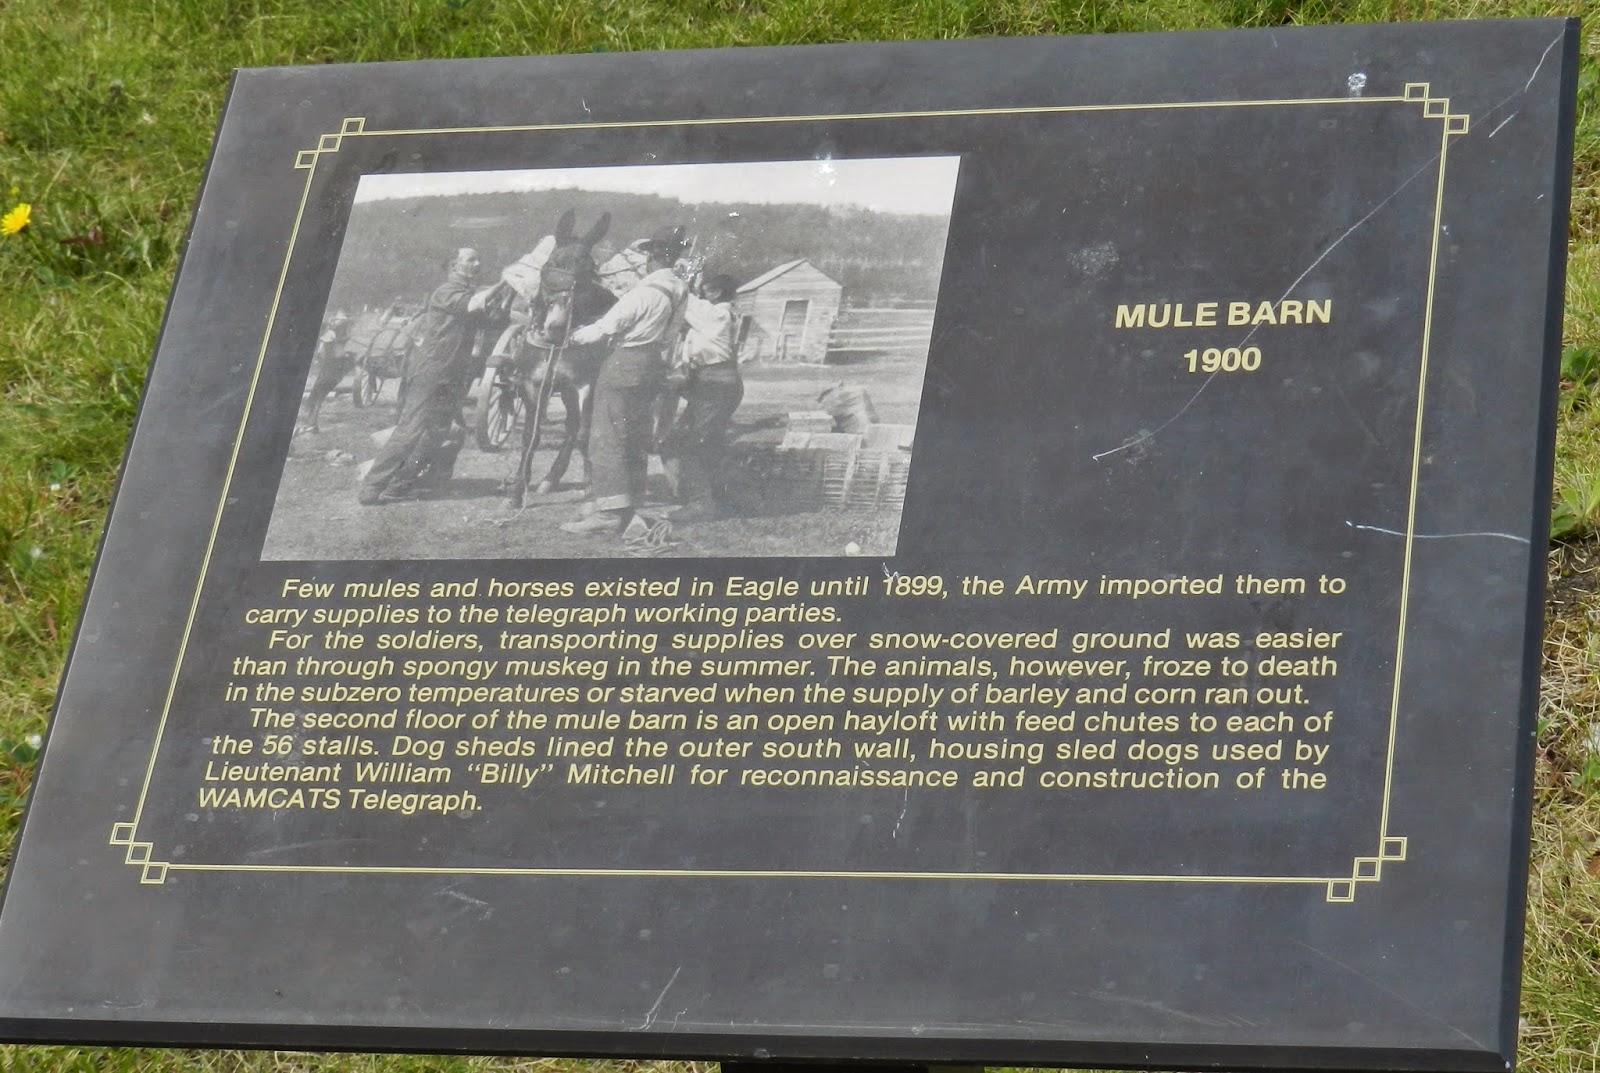 MULE BARN
1900
Few mules and horses existed in Eagle until 1899, the Army imported them to
carry supplies to the telegraph working parties.
For the soldiers, transporting supplies over snow-covered ground was easier
than through spongy muskeg in the summer. The animals, however, froze to death
in the subzero temperatures or starved when the supply of barley and corn ran out.
The second floor of the mule barn is an open hayloft with feed chutes to each of
the 56 stalls. Dog sheds lined the outer south wall, housing sled dogs used by
Lieutenant William “Billy” Mitchell for reconnaissance and construction of the
WAMCATS Telegraph.